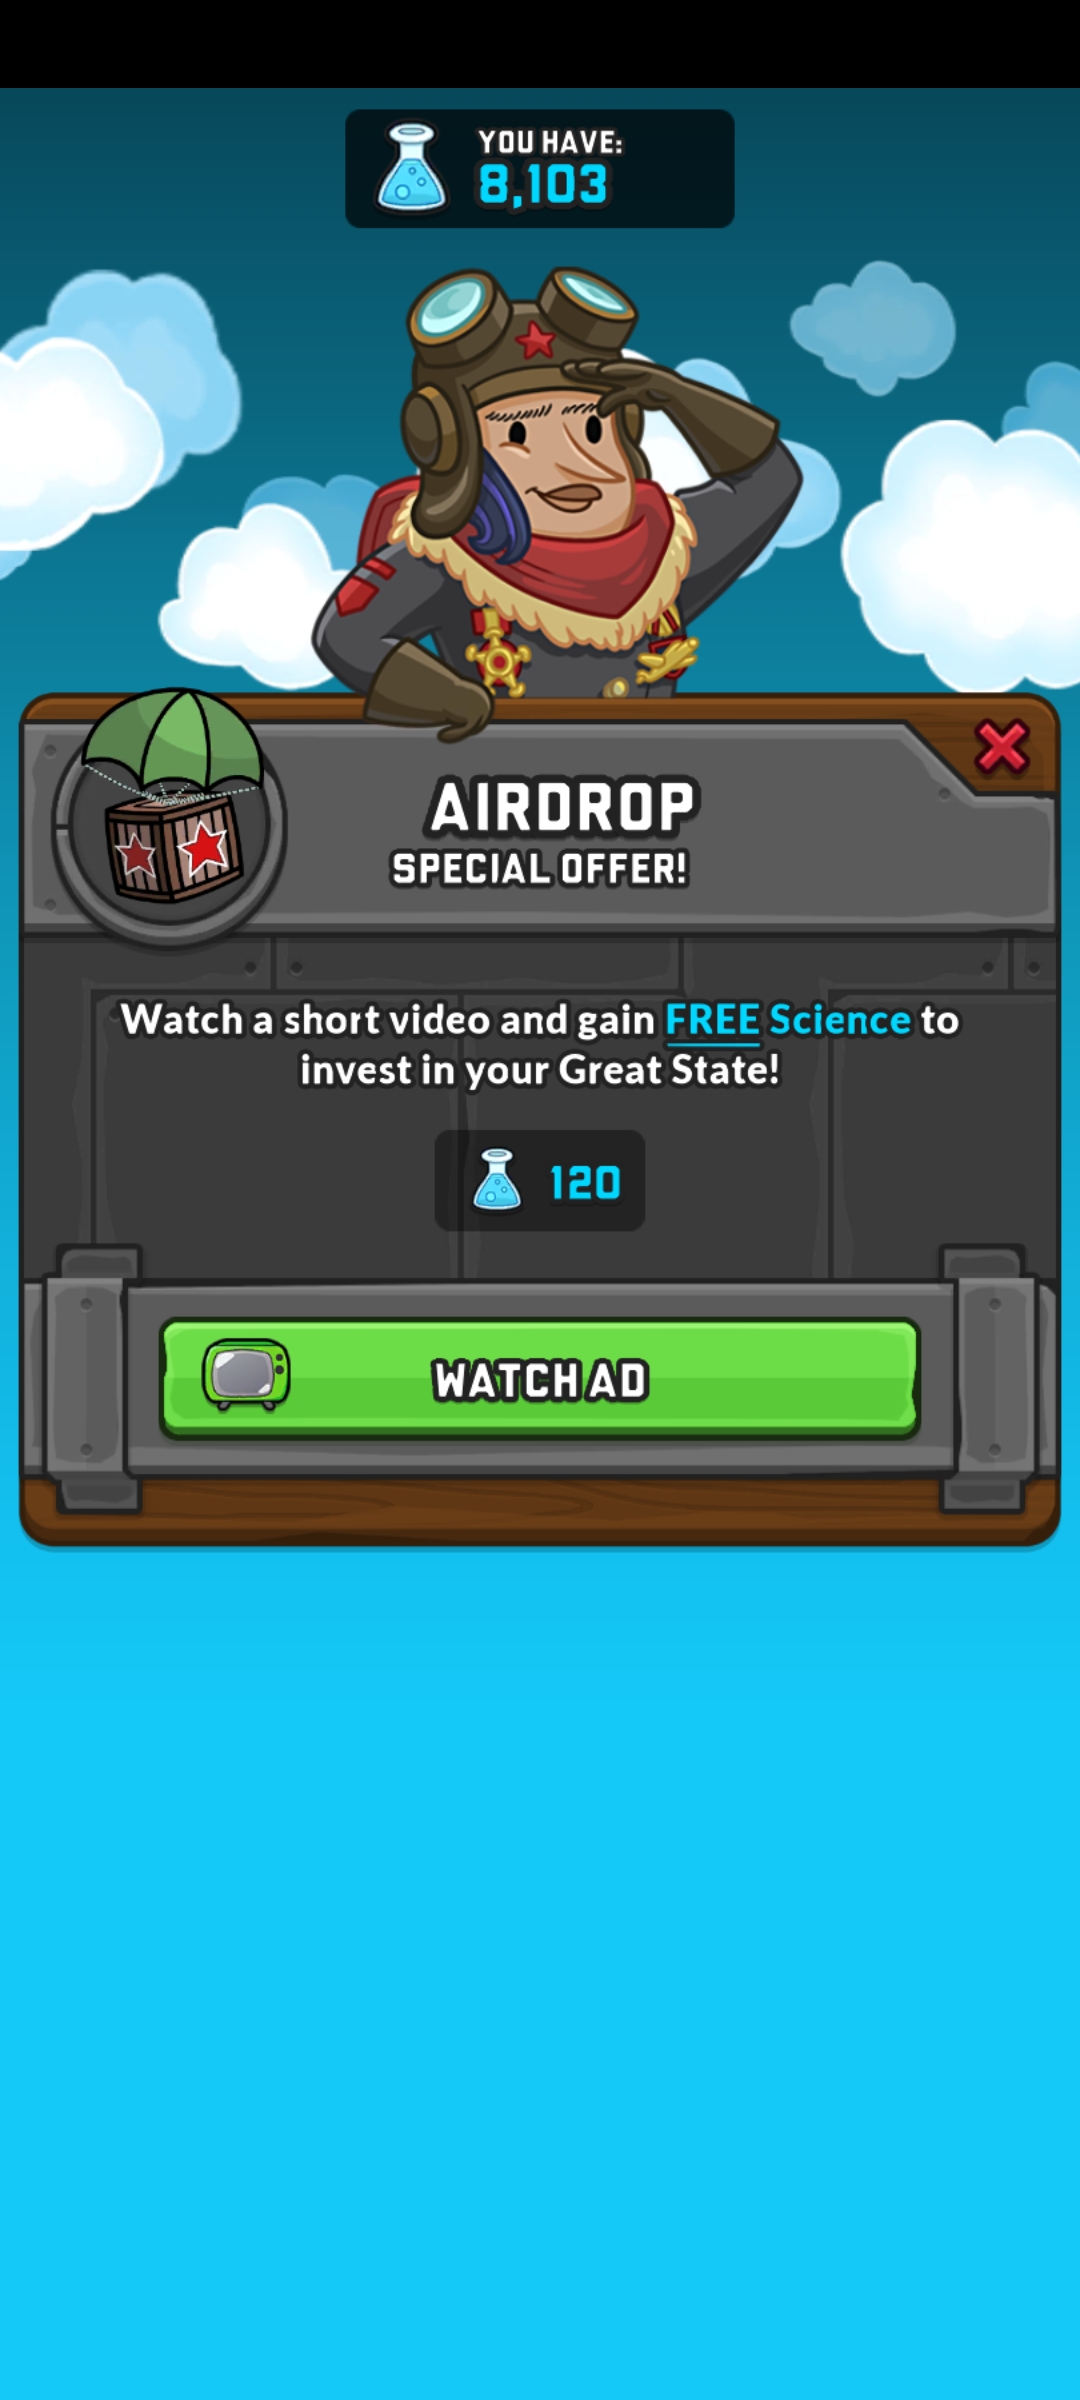 YOU HAVE:
8,103
AIRDROP
SPECIAL OFFER!
Watch a short video and gain FREE Science to
invest in your Great State!
120
WATCH AD